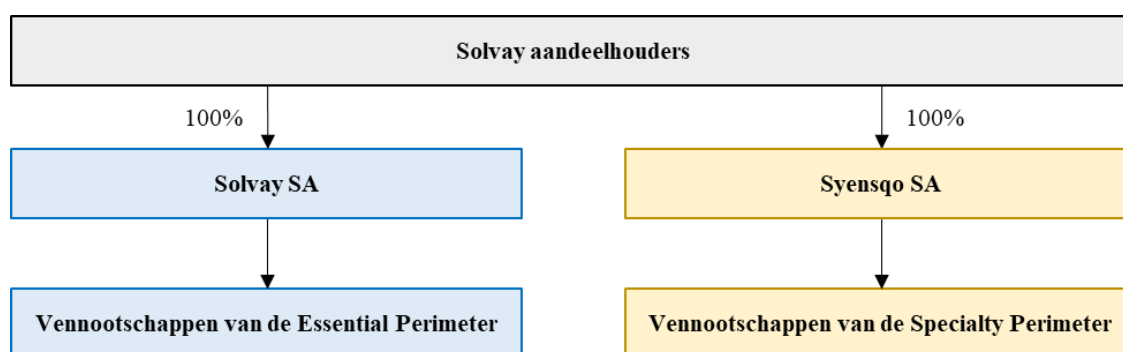 Solvay aandeelhouders
100%
100%
Solvay SA
Syensqo SA
Vennootschappen van de Essential Perimeter
Vennootschappen van de Specialty Perimeter